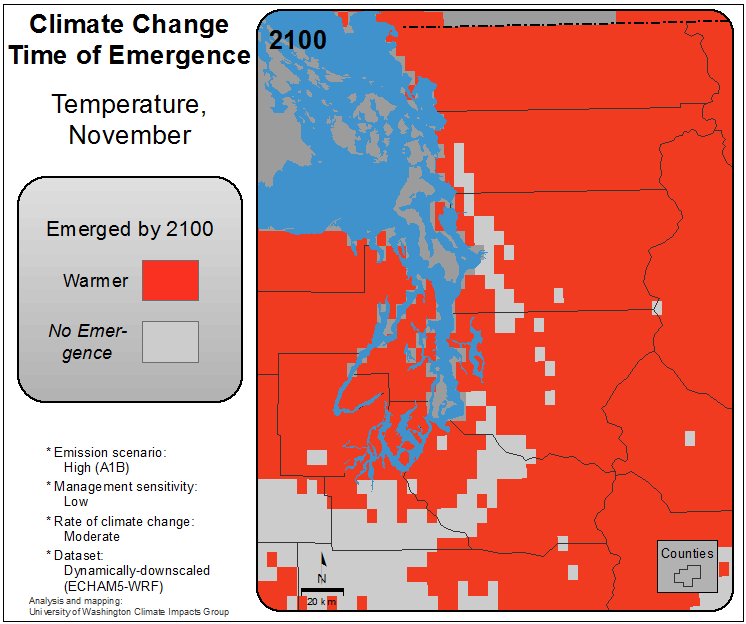 Climate Change
Time of Emergence
Temperature,
November
Emerged by 2100
Warmer
No Emer-
gence
* Emission scenario:
High (A1B)
* Management sensitivity:
Low
* Rate of climate change:
Moderate
* Dataset:
Dynamically-downscaled
(ECHAM5-WRF)
Analysis and mapping:
University of Washington Climate Impacts Group
2100
N
20 km
Counties